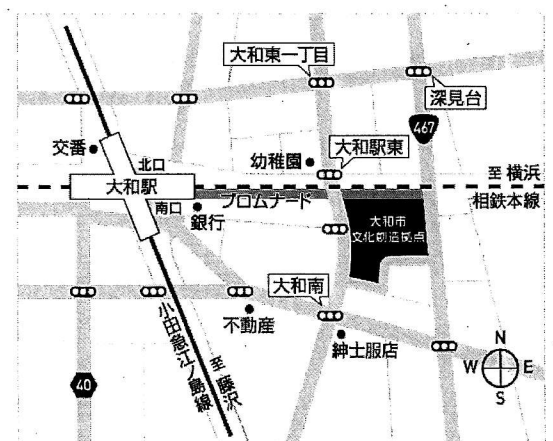 大和東一丁目
深見台
467
交番
北口
幼稚園
大和駅東
至 横浜
大和駅
相鉄本線
南口
プロムナード
銀行
大和市
文化創造拠点
大和南
不動産
紳士服店
小田急江ノ島線
至 藤沢
40
N
W
E
S